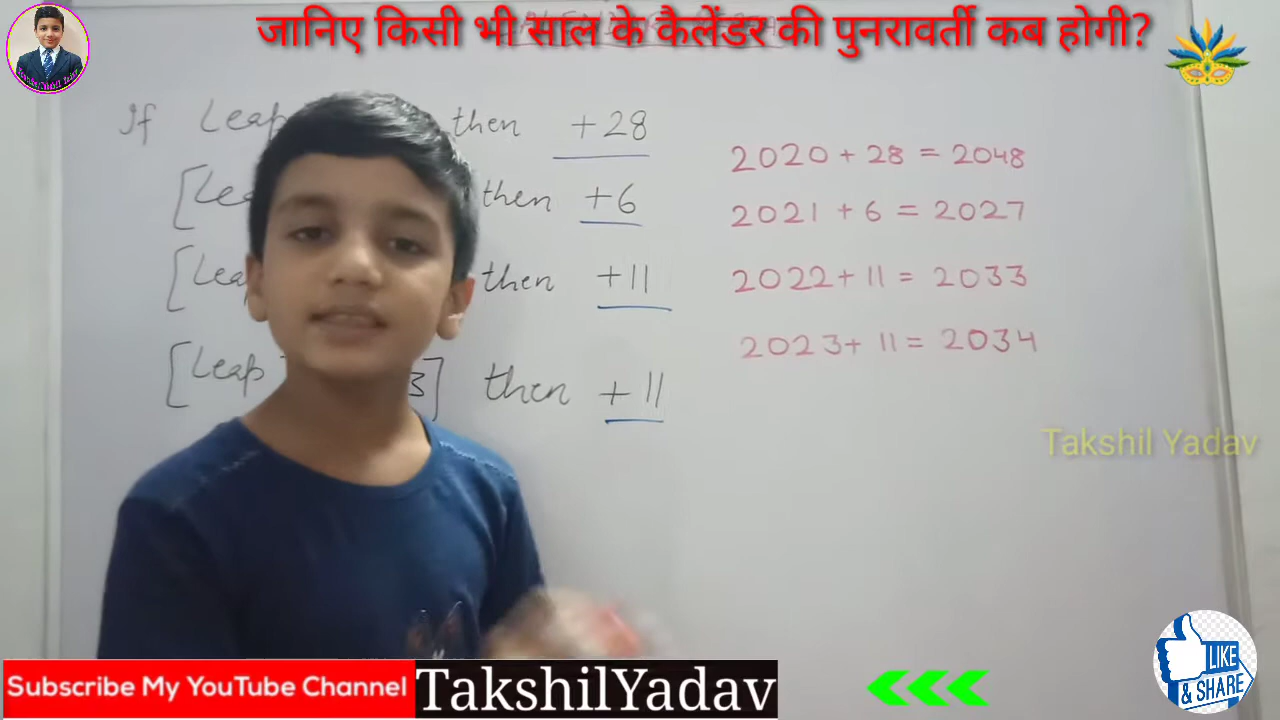 जानिए किसी भी साल के कैलेंडर की पुनरावर्ती कब होगी?
If Leap then +28
[Lea then +6
[Lea then +11
[Leap 3] then +11
2020 + 28 = 2048
2021 + 6 = 2027
2022 + 11 = 2033
2023 + 11 = 2034
Takshil Yadav
Subscribe My YouTube Channel TakshilYadav
LIKE
& SHARE